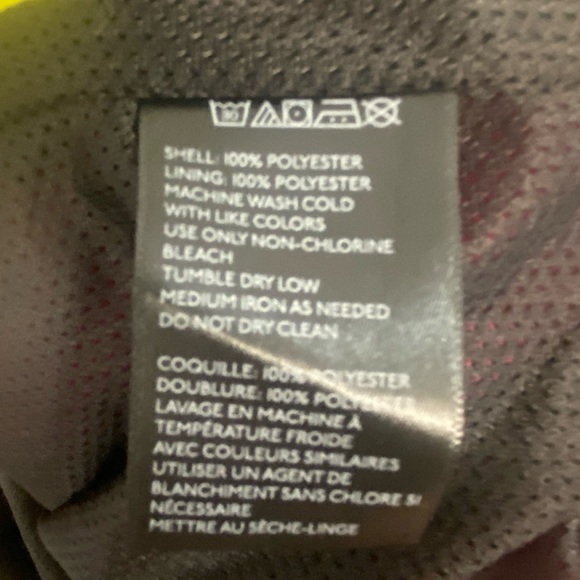 SHELL: 100% POLYESTER
LINING: 100% POLYESTER
MACHINE WASH COLD
WITH LIKE COLORS
USE ONLY NON-CHLORINE
BLEACH
TUMBLE DRY LOW
MEDIUM IRON AS NEEDED
DO NOT DRY CLEAN
COQUILLE: 100% POLYESTER
DOUBLURE: 100% POLYESTER
LAVAGE EN MACHINE À
TEMPÉRATURE FROIDE
AVEC COULEURS SIMILAIRES
UTILISER UN AGENT DE
BLANCHIMENT SANS CHLORE SI
NÉCESSAIRE
METTRE AU SÈCHE-LINGE